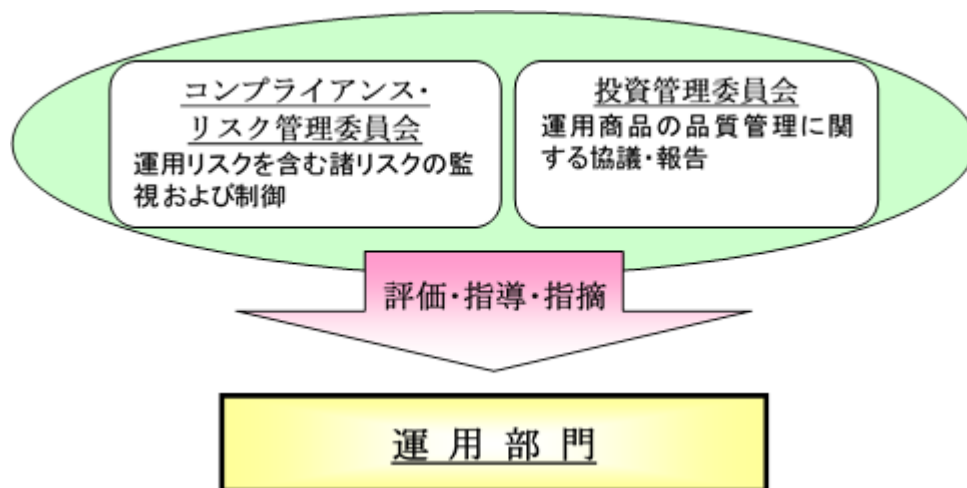 コンプライアンス・
リスク管理委員会
運用リスクを含む諸リスクの監
視および制御
投資管理委員会
運用商品の品質管理に関
する協議・報告
評価・指導・指摘
運用部門